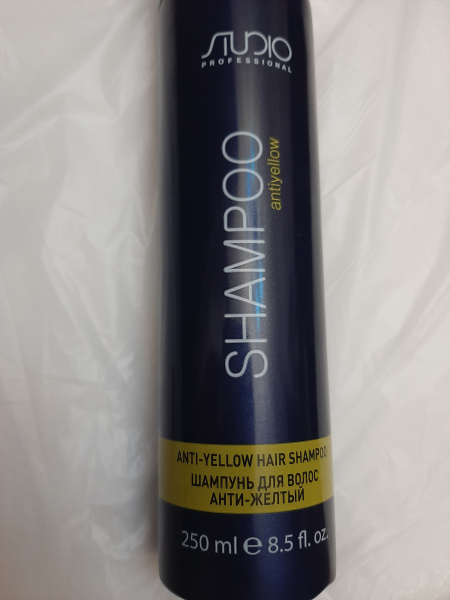 STUDIO
PROFESSIONAL
SHAMPOO
antiyellow
ANTI-YELLOW HAIR SHAMPOO
ШАМПУНЬ ДЛЯ ВОЛОС
АНТИ-ЖЕЛТЫЙ
250 ml e 8.5 fl. oz.